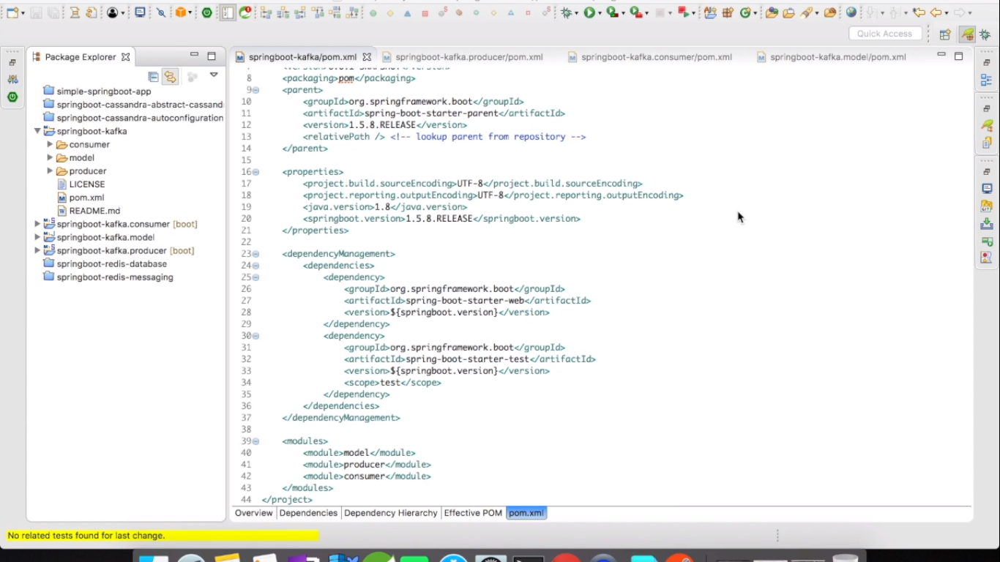 Quick Access
Package Explorer
springboot-kafka/pom.xml
springboot-kafka.producer/pom.xml
springboot-kafka.consumer/pom.xml
springboot-kafka.model/pom.xml
simple-springboot-app
springboot-cassandra-abstract-cassand
springboot-cassandra-autoconfiguration
springboot-kafka
consumer
model
producer
LICENSE
pom.xml
README.md
springboot-kafka.consumer [boot]
springboot-kafka.model
springboot-kafka.producer [boot]
springboot-redis-database
springboot-redis-messaging
8 <packaging>pom</packaging>
9 <parent>
10 <groupId>org.springframework.boot</groupId>
11 <artifactId>spring-boot-starter-parent</artifactId>
12 <version>1.5.8.RELEASE</version>
13 <relativePath /> <!-- lookup parent from repository -->
14 </parent>
15
16 <properties>
17 <project.build.sourceEncoding>UTF-8</project.build.sourceEncoding>
18 <project.reporting.outputEncoding>UTF-8</project.reporting.outputEncoding>
19 <java.version>1.8</java.version>
20 <springboot.version>1.5.8.RELEASE</springboot.version>
21 </properties>
22
23 <dependencyManagement>
24 <dependencies>
25 <dependency>
26 <groupId>org.springframework.boot</groupId>
27 <artifactId>spring-boot-starter-web</artifactId>
28 <version>${springboot.version}</version>
29 </dependency>
30 <dependency>
31 <groupId>org.springframework.boot</groupId>
32 <artifactId>spring-boot-starter-test</artifactId>
33 <version>${springboot.version}</version>
34 <scope>test</scope>
35 </dependency>
36 </dependencies>
37 </dependencyManagement>
38
39 <modules>
40 <module>model</module>
41 <module>producer</module>
42 <module>consumer</module>
43 </modules>
44 </project>
Overview Dependencies Dependency Hierarchy Effective POM pom.xml
No related tests found for last change.